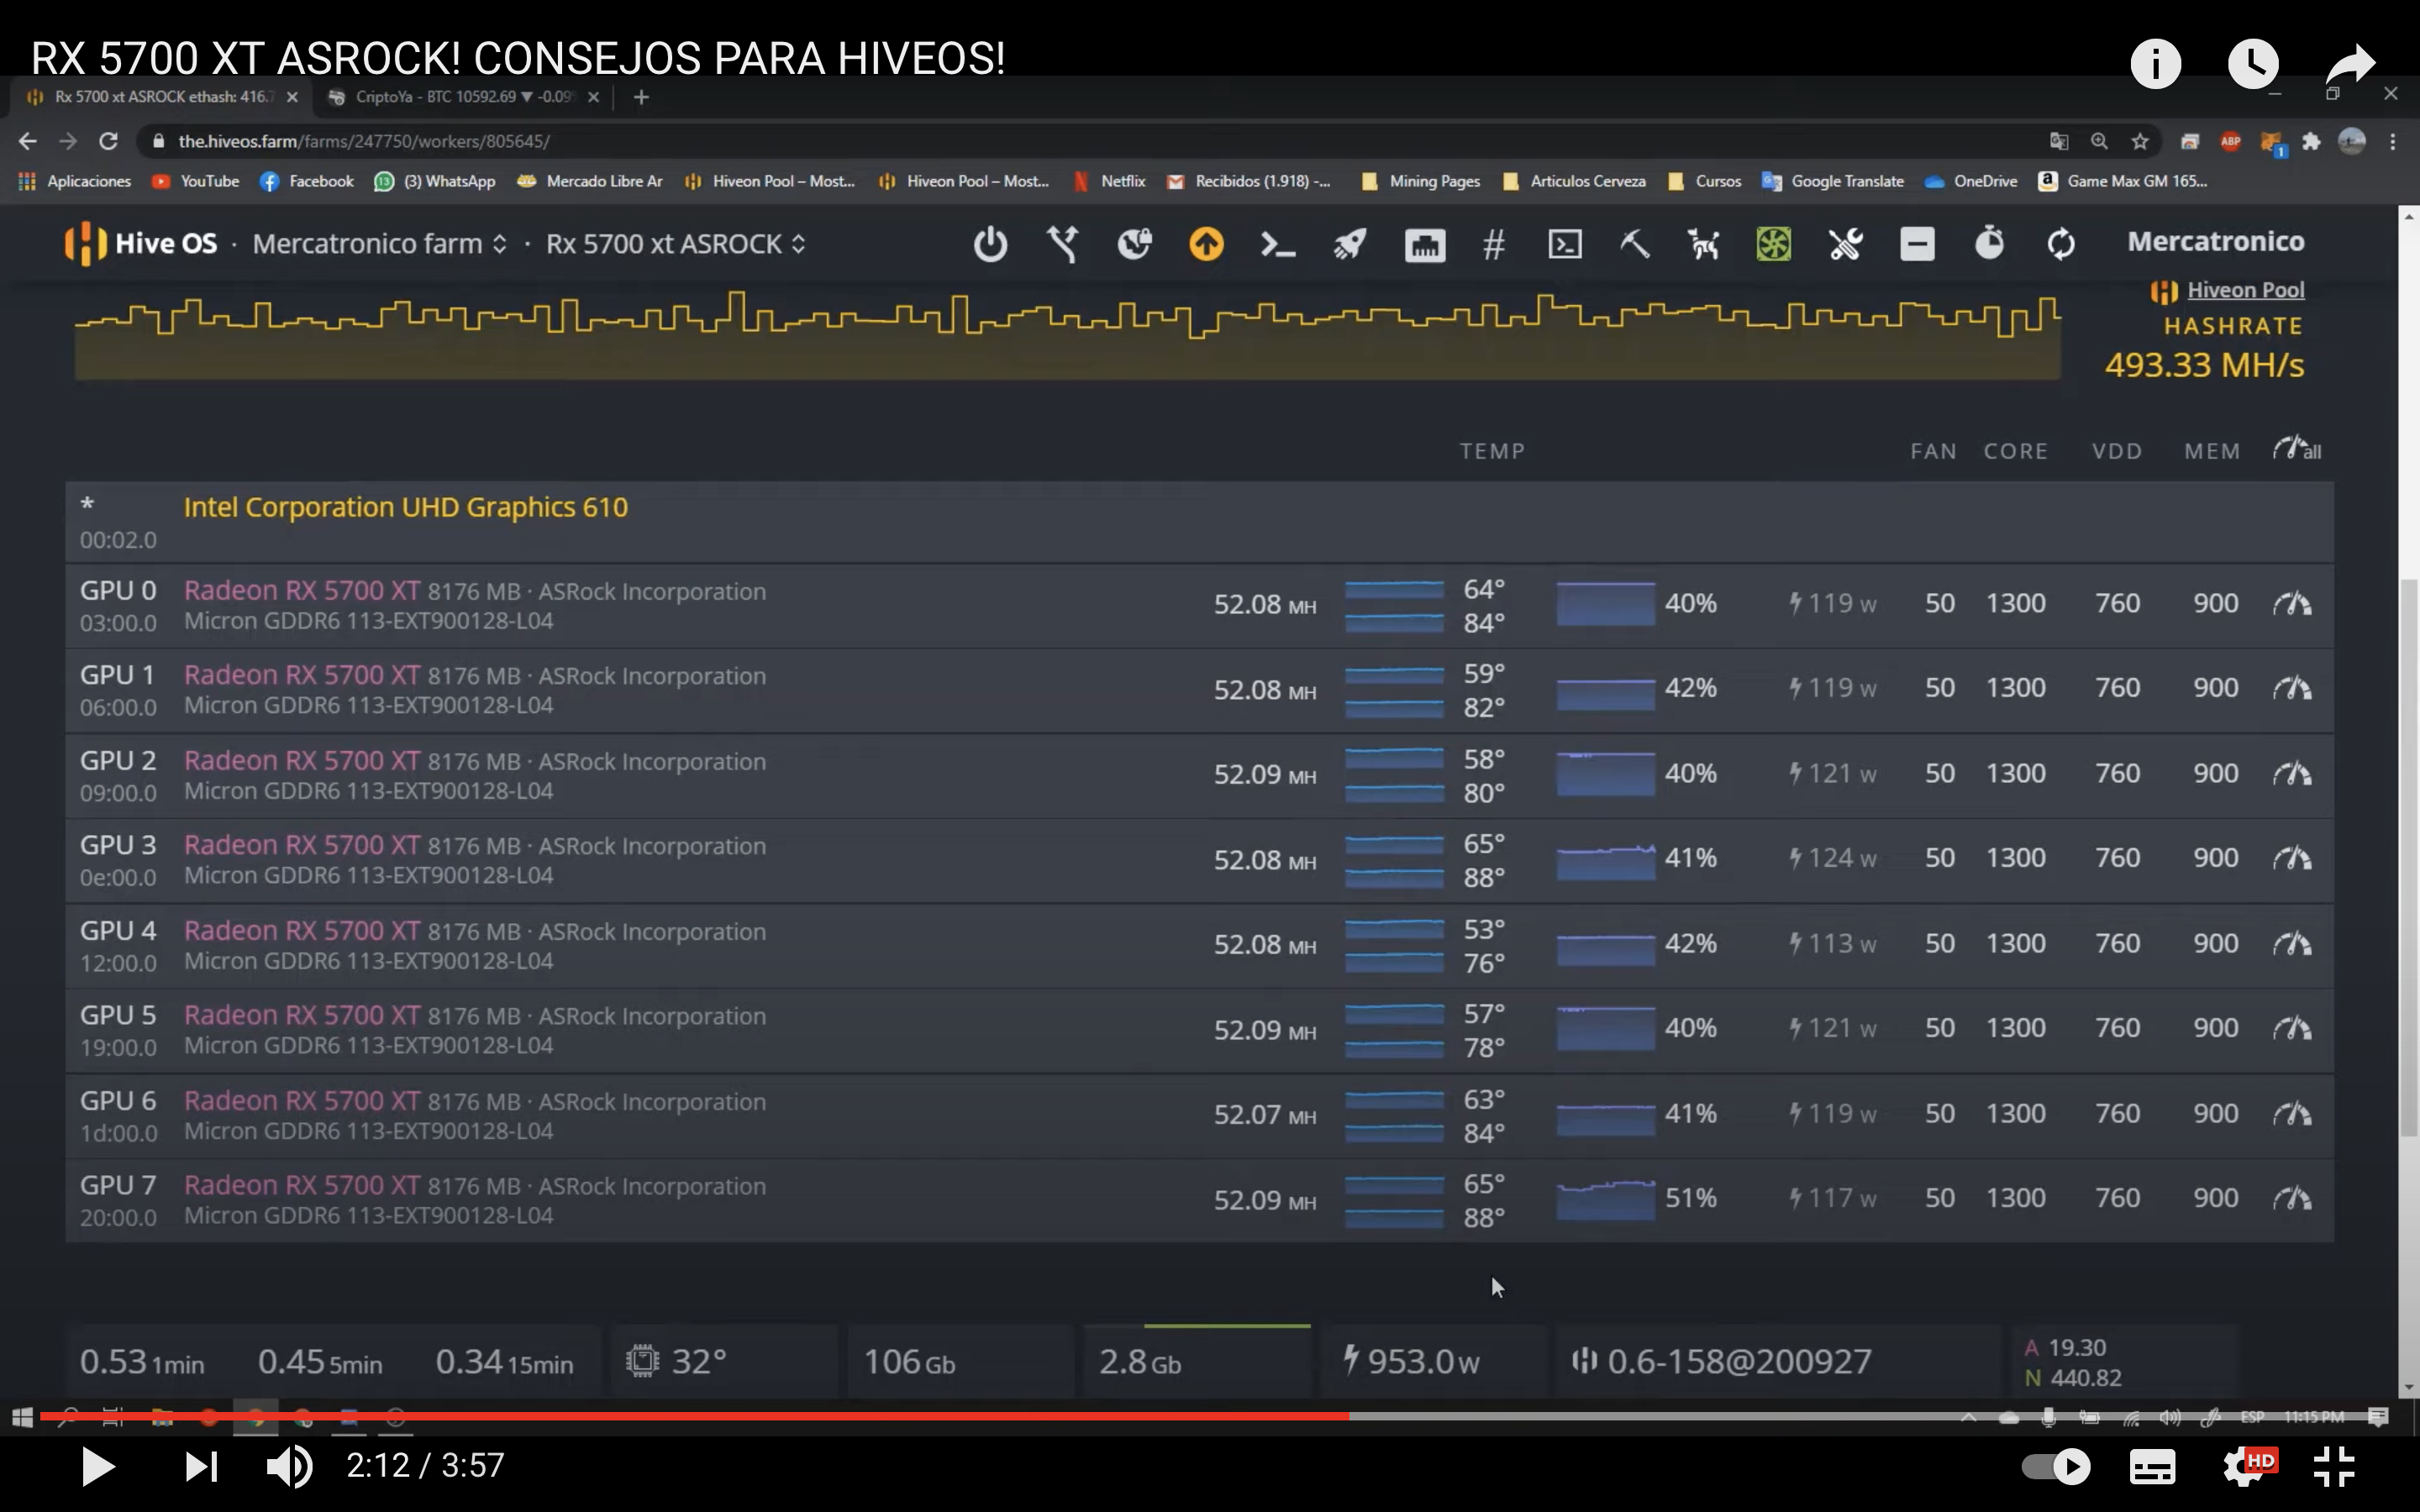 RX 5700 XT ASROCK! CONSEJOS PARA HIVEOS!
Rx 5700 xt ASROCK ethash: 416.7
CriptoYa - BTC 10592.69 ▼ -0.09%
the.hiveos.farm/farms/247750/workers/805645/
ABP
1
Aplicaciones YouTube Facebook (3) WhatsApp Mercado Libre Ar Hiveon Pool – Most... Hiveon Pool – Most... Netflix Recibidos (1.918) -... Mining Pages Articulos Cerveza Cursos Google Translate OneDrive Game Max GM 165...
Hive OS · Mercatronico farm · Rx 5700 xt ASROCK
Mercatronico
Hiveon Pool
HASHRATE
493.33 MH/s
TEMP FAN CORE VDD MEM all
* Intel Corporation UHD Graphics 610
00:02.0
GPU 0 Radeon RX 5700 XT 8176 MB · ASRock Incorporation 52.08 MH 64° 40% 119 W 50 1300 760 900
03:00.0 Micron GDDR6 113-EXT900128-L04 84°
GPU 1 Radeon RX 5700 XT 8176 MB · ASRock Incorporation 52.08 MH 59° 42% 119 W 50 1300 760 900
06:00.0 Micron GDDR6 113-EXT900128-L04 82°
GPU 2 Radeon RX 5700 XT 8176 MB · ASRock Incorporation 52.09 MH 58° 40% 121 W 50 1300 760 900
09:00.0 Micron GDDR6 113-EXT900128-L04 80°
GPU 3 Radeon RX 5700 XT 8176 MB · ASRock Incorporation 52.08 MH 65° 41% 124 W 50 1300 760 900
0e:00.0 Micron GDDR6 113-EXT900128-L04 88°
GPU 4 Radeon RX 5700 XT 8176 MB · ASRock Incorporation 52.08 MH 53° 42% 113 W 50 1300 760 900
12:00.0 Micron GDDR6 113-EXT900128-L04 76°
GPU 5 Radeon RX 5700 XT 8176 MB · ASRock Incorporation 52.09 MH 57° 40% 121 W 50 1300 760 900
19:00.0 Micron GDDR6 113-EXT900128-L04 78°
GPU 6 Radeon RX 5700 XT 8176 MB · ASRock Incorporation 52.07 MH 63° 41% 119 W 50 1300 760 900
1d:00.0 Micron GDDR6 113-EXT900128-L04 84°
GPU 7 Radeon RX 5700 XT 8176 MB · ASRock Incorporation 52.09 MH 65° 51% 117 W 50 1300 760 900
20:00.0 Micron GDDR6 113-EXT900128-L04 88°
0.53 1min 0.45 5min 0.34 15min 32° 106 Gb 2.8 Gb 953.0 W 0.6-158@200927
A 19.30
N 440.82
ESP 11:15 PM
2:12 / 3:57
HD